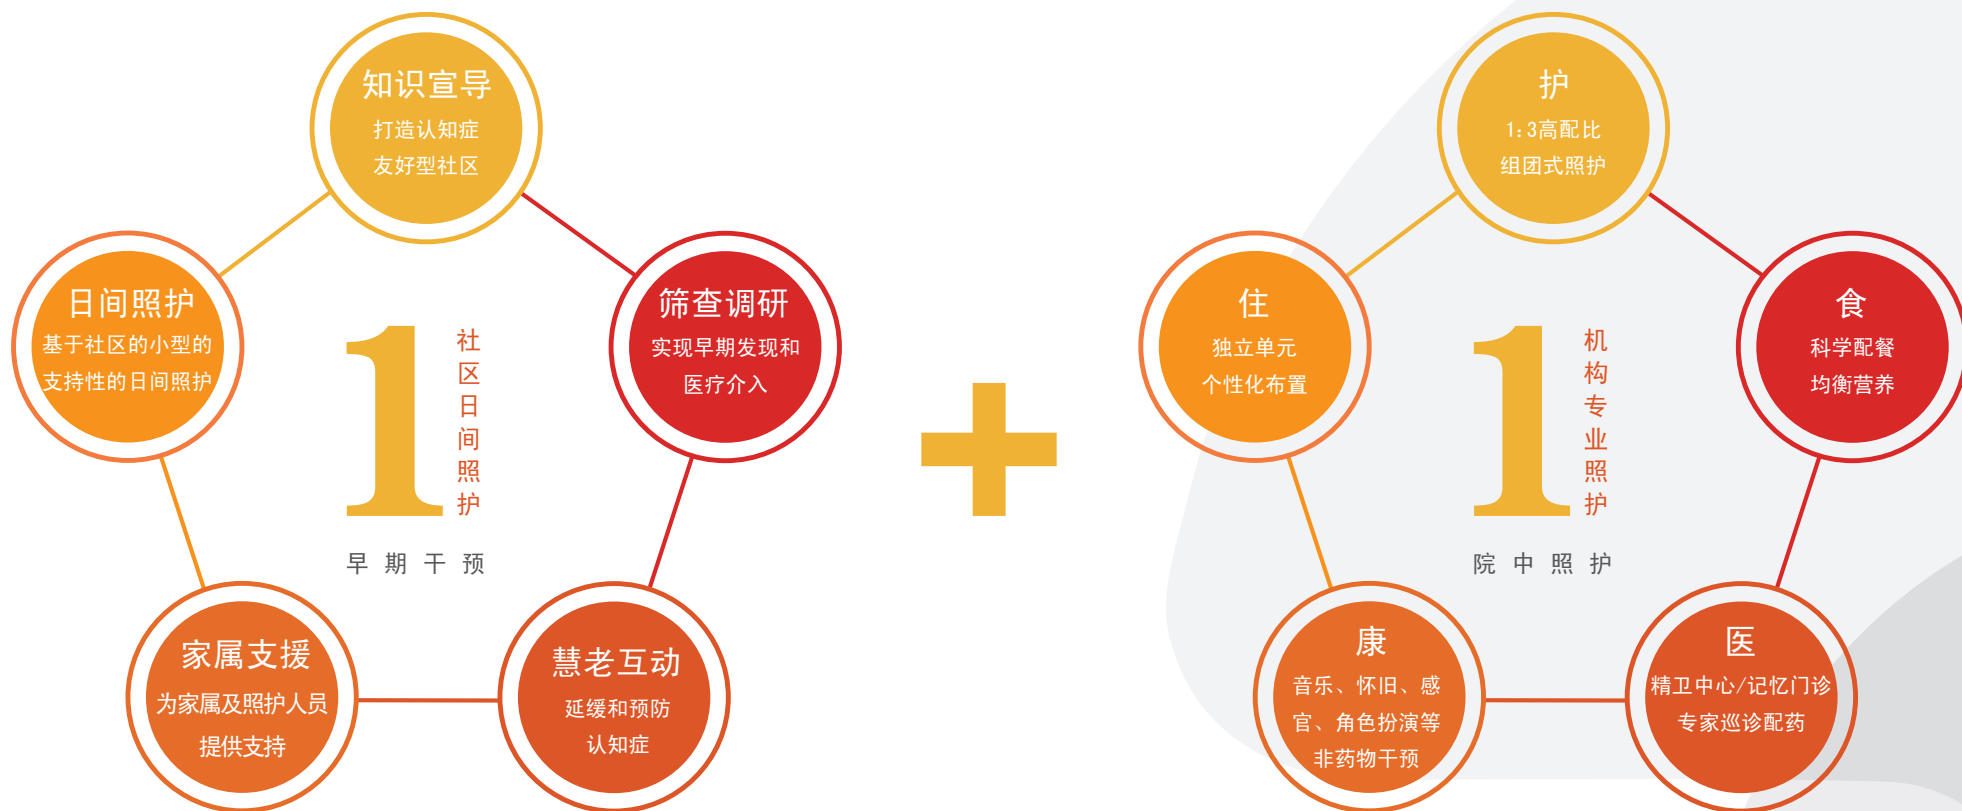 知识宣导
打造认知症
友好型社区
日间照护
基于社区的小型的
支持性的日间照护
筛查调研
实现早期发现和
医疗介入
1
社区日间照护
早期干预
家属支援
为家属及照护人员
提供支持
慧老互动
延缓和预防
认知症
+
护
1:3高配比
组团式照护
住
独立单元
个性化布置
食
科学配餐
均衡营养
1
机构专业照护
院中照护
康
音乐、怀旧、感
官、角色扮演等
非药物干预
医
精卫中心/记忆门诊
专家巡诊配药